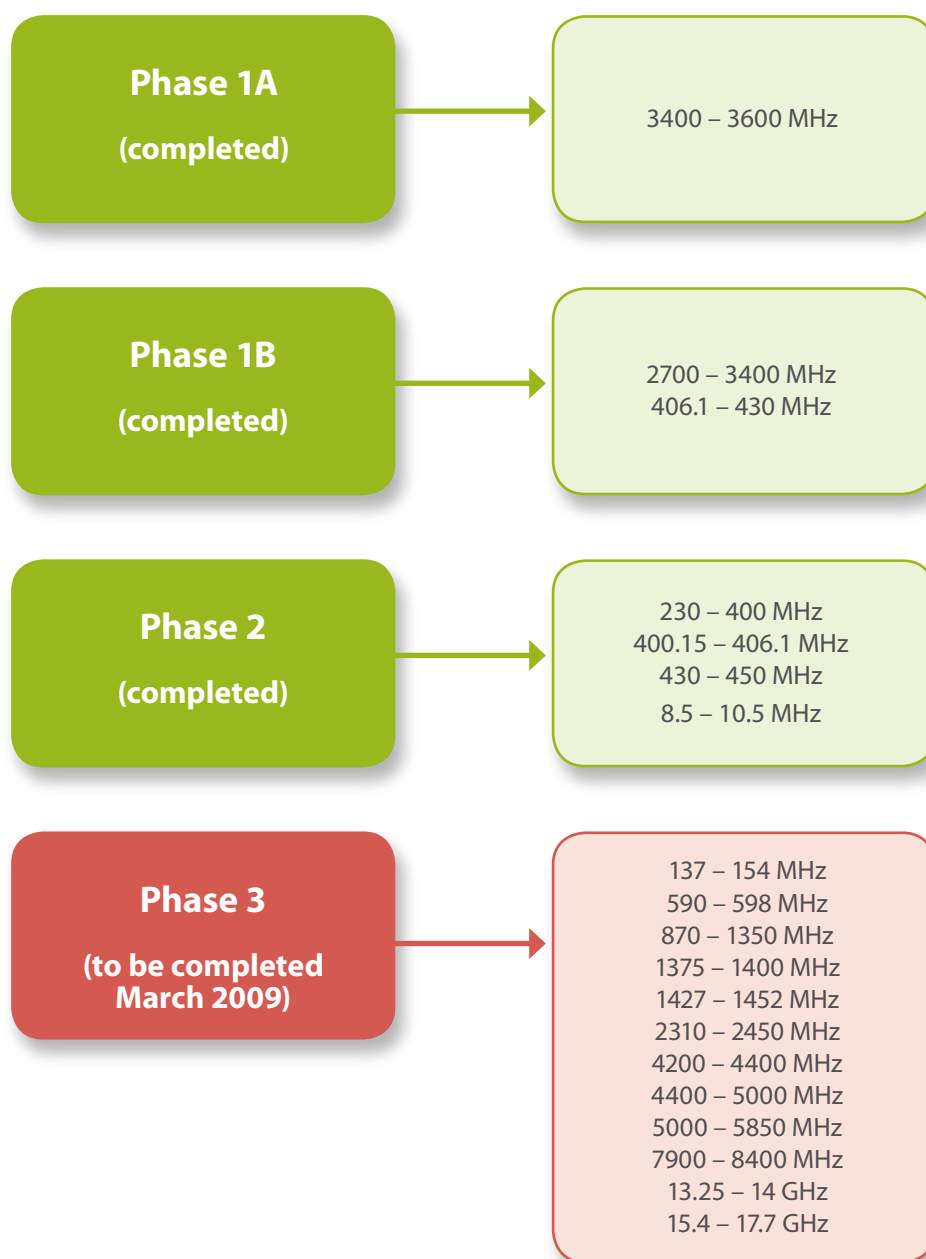 Phase 1A
(completed)
3400 – 3600 MHz
Phase 1B
(completed)
2700 – 3400 MHz
406.1 – 430 MHz
Phase 2
(completed)
230 – 400 MHz
400.15 – 406.1 MHz
430 – 450 MHz
8.5 – 10.5 MHz
Phase 3
(to be completed
March 2009)
137 – 154 MHz
590 – 598 MHz
870 – 1350 MHz
1375 – 1400 MHz
1427 – 1452 MHz
2310 – 2450 MHz
4200 – 4400 MHz
4400 – 5000 MHz
5000 – 5850 MHz
7900 – 8400 MHz
13.25 – 14 GHz
15.4 – 17.7 GHz